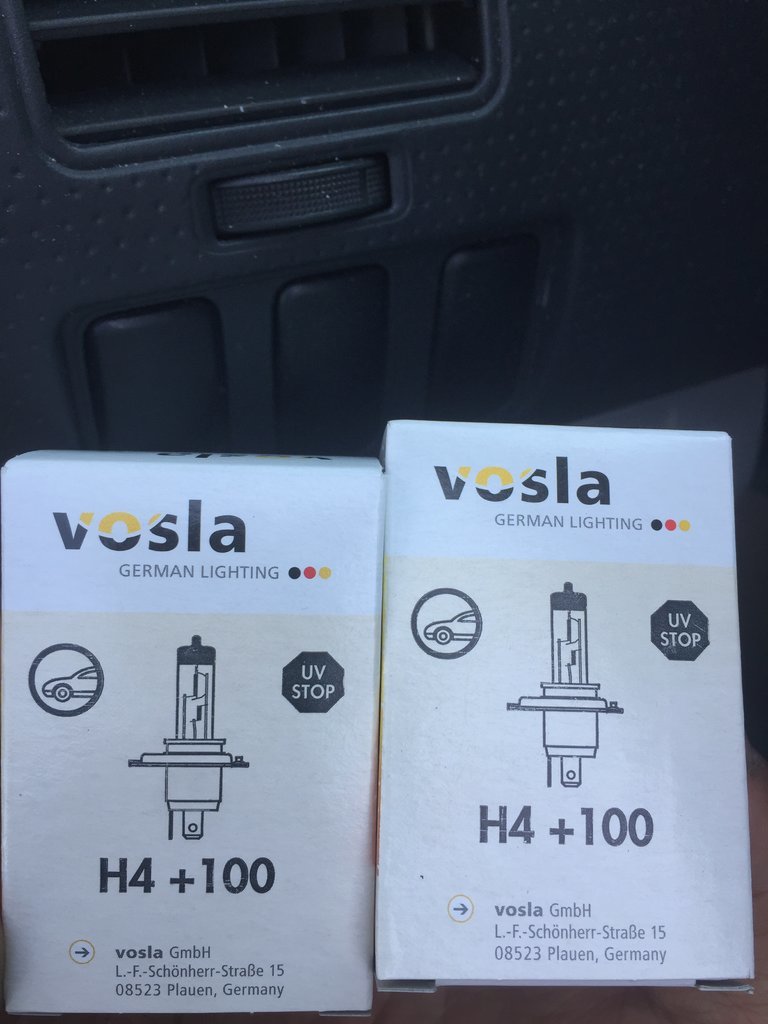 vosla
GERMAN LIGHTING
UV
STOP
H4 +100
vosla GmbH
L.-F.-Schönherr-Straße 15
08523 Plauen, Germany
vosla
GERMAN LIGHTING
UV
STOP
H4 +100
vosla GmbH
L.-F.-Schönherr-Straße 15
08523 Plauen, Germany